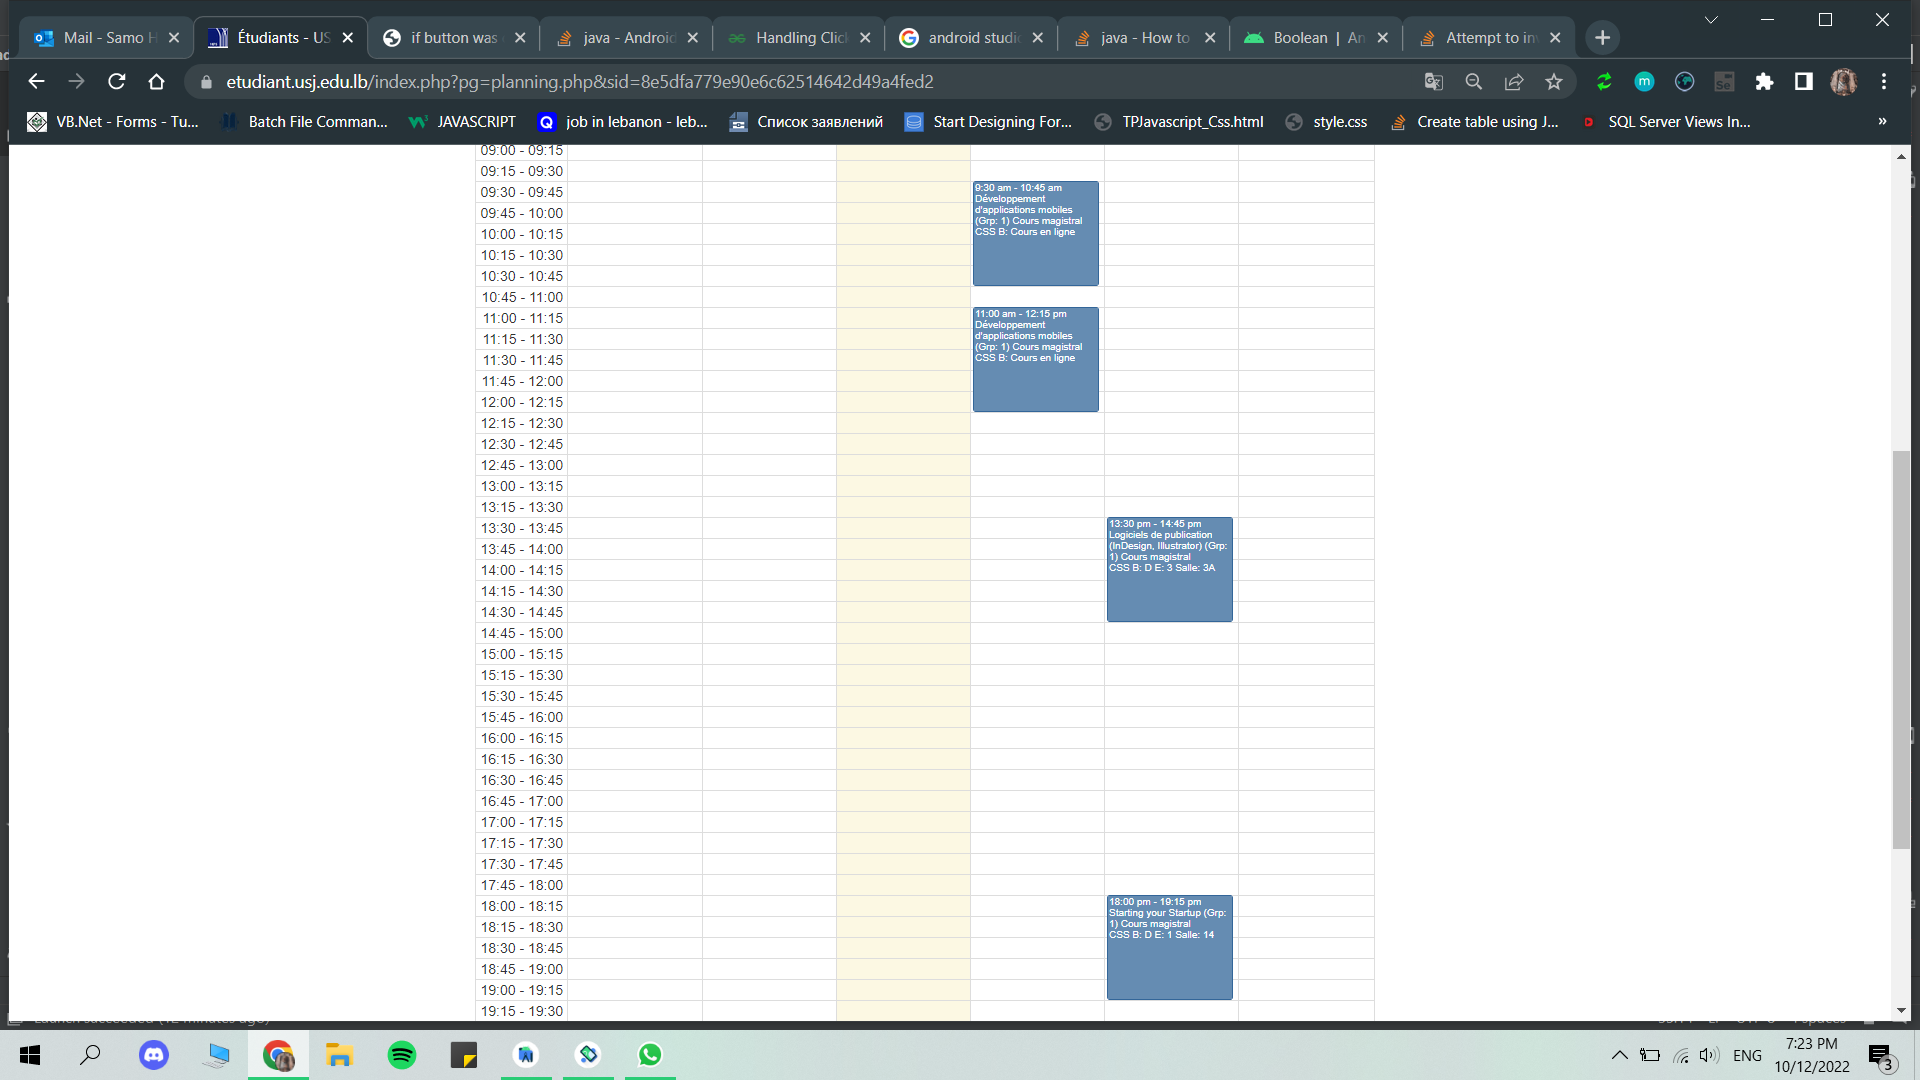 Mail - Samo H
Étudiants - US
if button was
java - Android
Handling Clic
android studi
java - How to
Boolean | An
Attempt to in
etudiant.usj.edu.lb/index.php?pg=planning.php&sid=8e5dfa779e90e6c62514642d49a4fed2
VB.Net - Forms - Tu...
Batch File Comman...
JAVASCRIPT
job in lebanon - leb...
Список заявлений
Start Designing For...
TPJavascript_Css.html
style.css
Create table using J...
SQL Server Views In...
»
09:00 - 09:15
09:15 - 09:30
09:30 - 09:45
09:45 - 10:00
10:00 - 10:15
10:15 - 10:30
10:30 - 10:45
10:45 - 11:00
11:00 - 11:15
11:15 - 11:30
11:30 - 11:45
11:45 - 12:00
12:00 - 12:15
12:15 - 12:30
12:30 - 12:45
12:45 - 13:00
13:00 - 13:15
13:15 - 13:30
13:30 - 13:45
13:45 - 14:00
14:00 - 14:15
14:15 - 14:30
14:30 - 14:45
14:45 - 15:00
15:00 - 15:15
15:15 - 15:30
15:30 - 15:45
15:45 - 16:00
16:00 - 16:15
16:15 - 16:30
16:30 - 16:45
16:45 - 17:00
17:00 - 17:15
17:15 - 17:30
17:30 - 17:45
17:45 - 18:00
18:00 - 18:15
18:15 - 18:30
18:30 - 18:45
18:45 - 19:00
19:00 - 19:15
19:15 - 19:30
9:30 am - 10:45 am
Développement
d'applications mobiles
(Grp: 1) Cours magistral
CSS B: Cours en ligne
11:00 am - 12:15 pm
Développement
d'applications mobiles
(Grp: 1) Cours magistral
CSS B: Cours en ligne
13:30 pm - 14:45 pm
Logiciels de publication
(InDesign, Illustrator) (Grp:
1) Cours magistral
CSS B: D E: 3 Salle: 3A
18:00 pm - 19:15 pm
Starting your Startup (Grp:
1) Cours magistral
CSS B: D E: 1 Salle: 14
ENG
7:23 PM
10/12/2022
3